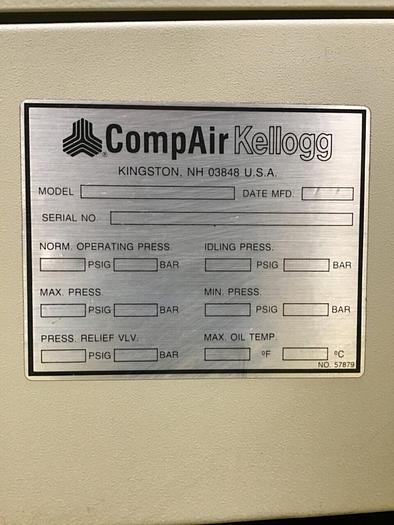 CompAir Kellogg
KINGSTON, NH 03848 U.S.A.
MODEL DATE MFD.
SERIAL NO.
NORM. OPERATING PRESS. IDLING PRESS.
PSIG BAR PSIG BAR
MAX. PRESS. MIN. PRESS.
PSIG BAR PSIG BAR
PRESS. RELIEF VLV. MAX. OIL TEMP.
PSIG BAR ºF ºC
NO. 57879